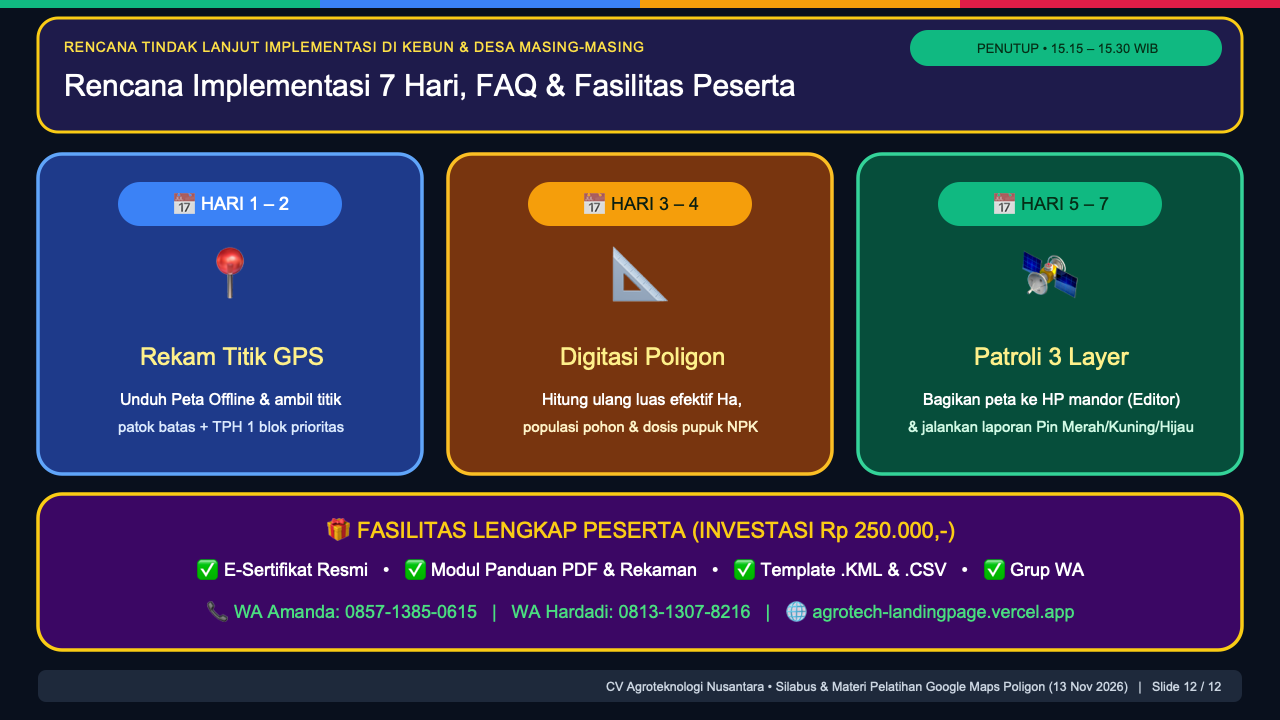 RENCANA TINDAK LANJUT IMPLEMENTASI DI KEBUN & DESA MASING-MASING
PENUTUP • 15.15 – 15.30 WIB
Rencana Implementasi 7 Hari, FAQ & Fasilitas Peserta
📅 HARI 1 – 2
Rekam Titik GPS
Unduh Peta Offline & ambil titik
patok batas + TPH 1 blok prioritas
📅 HARI 3 – 4
Digitasi Poligon
Hitung ulang luas efektif Ha,
populasi pohon & dosis pupuk NPK
📅 HARI 5 – 7
Patroli 3 Layer
Bagikan peta ke HP mandor (Editor)
& jalankan laporan Pin Merah/Kuning/Hijau
🎁 FASILITAS LENGKAP PESERTA (INVESTASI Rp 250.000,-)
✅ E-Sertifikat Resmi • ✅ Modul Panduan PDF & Rekaman • ✅ Template .KML & .CSV • ✅ Grup WA
📞 WA Amanda: 0857-1385-0615 | WA Hardadi: 0813-1307-8216 | 🌐 agrotech-landingpage.vercel.app
CV Agroteknologi Nusantara • Silabus & Materi Pelatihan Google Maps Poligon (13 Nov 2026) | Slide 12 / 12